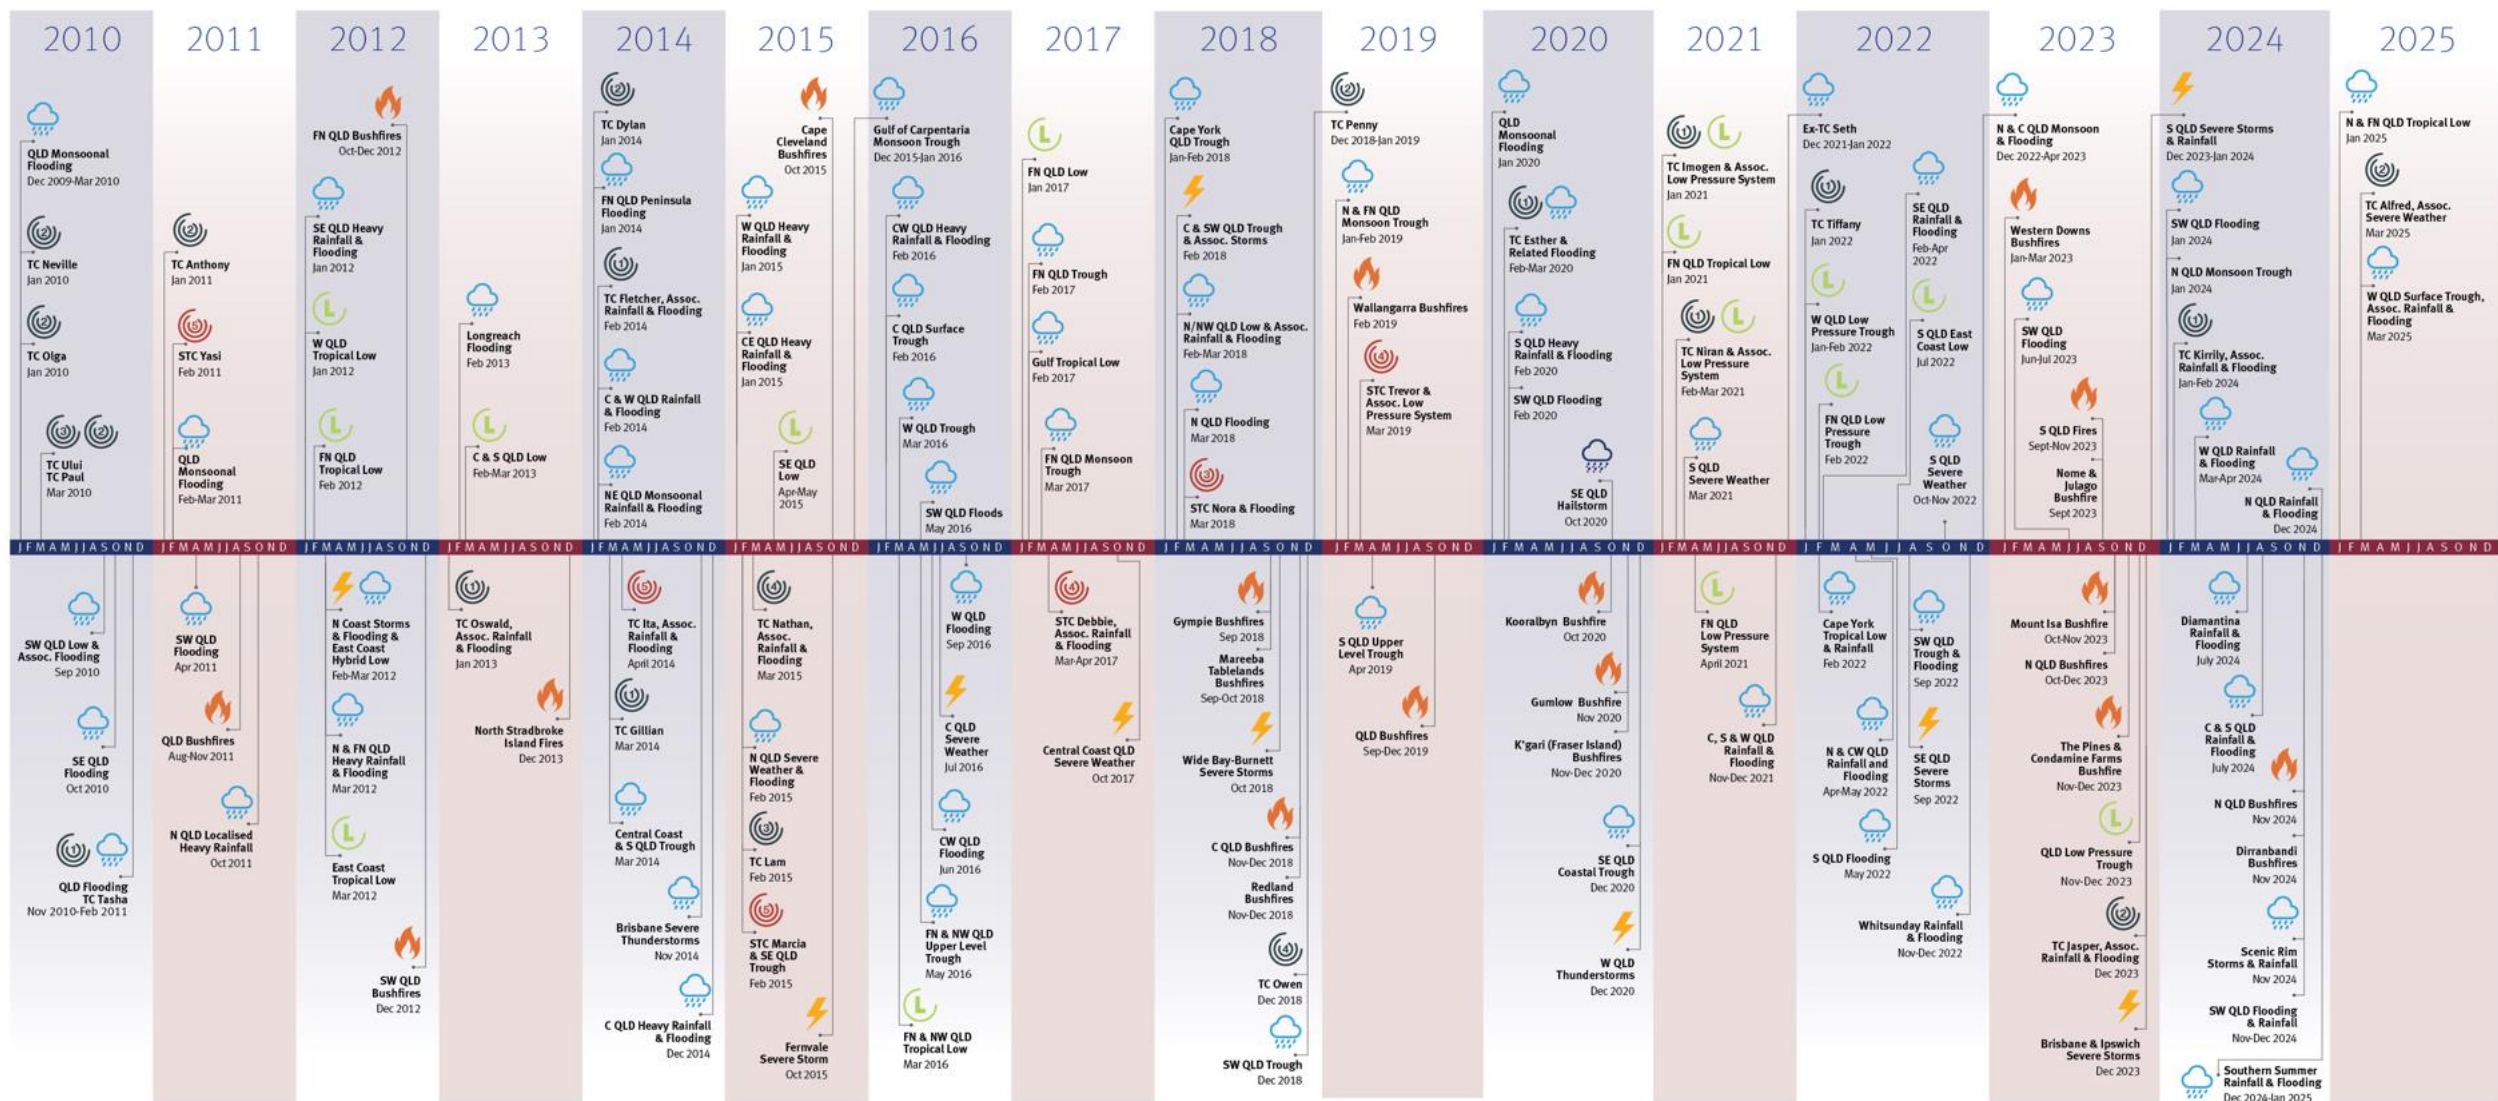 2010
QLD Monsoonal
Flooding
Dec 2009-Mar 2010
2
TC Neville
Jan 2010
2
TC Olga
Jan 2010
3 2
TC Ului
TC Paul
Mar 2010
J F M A M J J A S O N D
SW QLD Low &
Assoc. Flooding
Sep 2010
SE QLD
Flooding
Oct 2010
1
QLD Flooding
TC Tasha
Nov 2010-Feb 2011
2011
2
TC Anthony
Jan 2011
5
STC Yasi
Feb 2011
QLD
Monsoonal
Flooding
Feb-Mar 2011
J F M A M J J A S O N D
SW QLD
Flooding
Apr 2011
QLD Bushfires
Aug-Nov 2011
N QLD Localised
Heavy Rainfall
Oct 2011
2012
FN QLD Bushfires
Oct-Dec 2012
SE QLD Heavy
Rainfall &
Flooding
Jan 2012
L
W QLD
Tropical Low
Jan 2012
L
FN QLD
Tropical Low
Feb 2012
J F M A M J J A S O N D
N Coast Storms
& Flooding &
East Coast
Hybrid Low
Feb-Mar 2012
N & FN QLD
Heavy Rainfall
& Flooding
Mar 2012
L
East Coast
Tropical Low
Mar 2012
SW QLD
Bushfires
Dec 2012
2013
Longreach
Flooding
Feb 2013
L
C & S QLD Low
Feb-Mar 2013
J F M A M J J A S O N D
1
TC Oswald,
Assoc. Rainfall
& Flooding
Jan 2013
North Stradbroke
Island Fires
Dec 2013
2014
2
TC Dylan
Jan 2014
FN QLD Peninsula
Flooding
Jan 2014
1
TC Fletcher, Assoc.
Rainfall & Flooding
Feb 2014
C & W QLD Rainfall
& Flooding
Feb 2014
NE QLD Monsoonal
Rainfall & Flooding
Feb 2014
J F M A M J J A S O N D
5
TC Ita, Assoc.
Rainfall &
Flooding
April 2014
1
TC Gillian
Mar 2014
Central Coast
& S QLD Trough
Mar 2014
Brisbane Severe
Thunderstorms
Nov 2014
C QLD Heavy Rainfall
& Flooding
Dec 2014
2015
Cape
Cleveland
Bushfires
Oct 2015
W QLD Heavy
Rainfall &
Flooding
Jan 2015
CE QLD Heavy
Rainfall &
Flooding
Jan 2015
L
SE QLD
Low
Apr-May
2015
J F M A M J J A S O N D
4
TC Nathan,
Assoc.
Rainfall &
Flooding
Mar 2015
N QLD Severe
Weather &
Flooding
Feb 2015
3
TC Lam
Feb 2015
5
STC Marcia
& SE QLD
Trough
Feb 2015
Fernvale
Severe Storm
Oct 2015
2016
Gulf of Carpentaria
Monsoon Trough
Dec 2015-Jan 2016
CW QLD Heavy
Rainfall & Flooding
Feb 2016
C QLD Surface
Trough
Feb 2016
W QLD Trough
Mar 2016
SW QLD Floods
May 2016
J F M A M J J A S O N D
W QLD
Flooding
Sep 2016
C QLD
Severe
Weather
Jul 2016
CW QLD
Flooding
Jun 2016
FN & NW QLD
Upper Level
Trough
May 2016
L
FN & NW QLD
Tropical Low
Mar 2016
2017
L
FN QLD Low
Jan 2017
FN QLD Trough
Feb 2017
Gulf Tropical Low
Feb 2017
FN QLD Monsoon
Trough
Mar 2017
J F M A M J J A S O N D
4
STC Debbie,
Assoc. Rainfall
& Flooding
Mar-Apr 2017
Central Coast QLD
Severe Weather
Oct 2017
2018
Cape York
QLD Trough
Jan-Feb 2018
C & SW QLD Trough
& Assoc. Storms
Feb 2018
N/NW QLD Low & Assoc.
Rainfall & Flooding
Feb-Mar 2018
N QLD Flooding
Mar 2018
3
STC Nora & Flooding
Mar 2018
J F M A M J J A S O N D
Gympie Bushfires
Sep 2018
Mareeba
Tablelands
Bushfires
Sep-Oct 2018
Wide Bay-Burnett
Severe Storms
Oct 2018
C QLD Bushfires
Nov-Dec 2018
Redland
Bushfires
Nov-Dec 2018
4
TC Owen
Dec 2018
SW QLD Trough
Dec 2018
2019
2
TC Penny
Dec 2018-Jan 2019
N & FN QLD
Monsoon Trough
Jan-Feb 2019
Wallangarra Bushfires
Feb 2019
4
STC Trevor &
Assoc. Low
Pressure System
Mar 2019
J F M A M J J A S O N D
S QLD Upper
Level Trough
Apr 2019
QLD Bushfires
Sep-Dec 2019
2020
QLD
Monsoonal
Flooding
Jan 2020
1
TC Esther &
Related Flooding
Feb-Mar 2020
S QLD Heavy
Rainfall & Flooding
Feb 2020
SW QLD Flooding
Feb 2020
SE QLD
Hailstorm
Oct 2020
J F M A M J J A S O N D
Kooralbyn Bushfire
Oct 2020
Gumlow Bushfire
Nov 2020
K'gari (Fraser Island)
Bushfires
Nov-Dec 2020
SE QLD
Coastal Trough
Dec 2020
W QLD
Thunderstorms
Dec 2020
2021
1 L
TC Imogen & Assoc.
Low Pressure System
Jan 2021
L
FN QLD Tropical Low
Jan 2021
1 L
TC Niran & Assoc.
Low Pressure
System
Feb-Mar 2021
S QLD
Severe Weather
Mar 2021
J F M A M J J A S O N D
L
FN QLD
Low Pressure
System
April 2021
C, S & W QLD
Rainfall &
Flooding
Nov-Dec 2021
2022
Ex-TC Seth
Dec 2021-Jan 2022
1
TC Tiffany
Jan 2022
L
W QLD Low
Pressure Trough
Jan-Feb 2022
L
FN QLD Low
Pressure
Trough
Feb 2022
SE QLD
Rainfall &
Flooding
Feb-Apr
2022
L
S QLD East
Coast Low
Jul 2022
S QLD
Severe
Weather
Oct-Nov 2022
J F M A M J J A S O N D
Cape York
Tropical Low
& Rainfall
Feb 2022
N & CW QLD
Rainfall and
Flooding
Apr-May 2022
S QLD Flooding
May 2022
SW QLD
Trough &
Flooding
Sep 2022
SE QLD
Severe
Storms
Sep 2022
Whitsunday Rainfall
& Flooding
Nov-Dec 2022
2023
N & C QLD Monsoon
& Flooding
Dec 2022-Apr 2023
Western Downs
Bushfires
Jan-Mar 2023
SW QLD
Flooding
Jun-Jul 2023
S QLD Fires
Sept-Nov 2023
Nome &
Julago
Bushfire
Sept 2023
J F M A M J J A S O N D
Mount Isa Bushfire
Oct-Nov 2023
N QLD Bushfires
Oct-Dec 2023
The Pines &
Condamine Farms
Bushfire
Nov-Dec 2023
L
QLD Low Pressure
Trough
Nov-Dec 2023
2
TC Jasper, Assoc.
Rainfall & Flooding
Dec 2023
Brisbane & Ipswich
Severe Storms
Dec 2023
2024
S QLD Severe Storms
& Rainfall
Dec 2023-Jan 2024
SW QLD Flooding
Jan 2024
N QLD Monsoon Trough
Jan 2024
1
TC Kirrily, Assoc.
Rainfall & Flooding
Jan-Feb 2024
W QLD Rainfall
& Flooding
Mar-Apr 2024
N QLD Rainfall
& Flooding
Dec 2024
J F M A M J J A S O N D
Diamantina
Rainfall &
Flooding
July 2024
C & S QLD
Rainfall &
Flooding
July 2024
N QLD Bushfires
Nov 2024
Dirranbandi
Bushfires
Nov 2024
Scenic Rim
Storms & Rainfall
Nov 2024
SW QLD Flooding
& Rainfall
Nov-Dec 2024
Southern Summer
Rainfall & Flooding
Dec 2024-Jan 2025
2025
N & FN QLD Tropical Low
Jan 2025
2
TC Alfred, Assoc.
Severe Weather
Mar 2025
W QLD Surface Trough,
Assoc. Rainfall &
Flooding
Mar 2025
J F M A M J J A S O N D